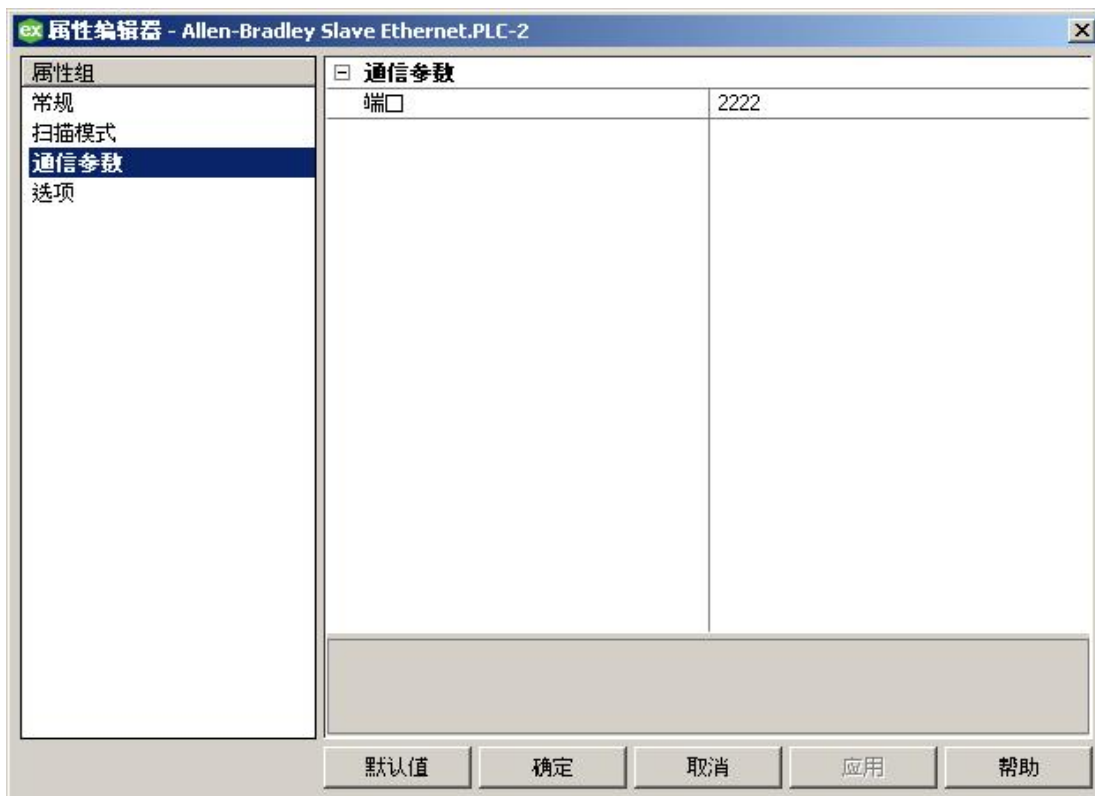 ex 属性编辑器 - Allen-Bradley Slave Ethernet.PLC-2
属性组
常规
扫描模式
通信参数
选项
通信参数
端口 2222
默认值 确定 取消 应用 帮助